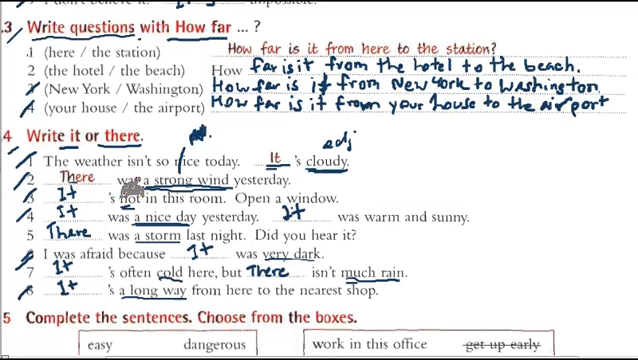 .3 Write questions with How far ... ?
.1 (here / the station) How far is it from here to the station?
2 (the hotel / the beach) How far is it from the hotel to the beach.
3 (New York / Washington) How far is it from New York to Washington
4 (your house / the airport) How far is it from your house to the airport
.4 Write it or there.
adj
1 The weather isn't so nice today. It 's cloudy.
2 There was a strong wind yesterday.
3 It 's hot in this room. Open a window.
4 It was a nice day yesterday. It was warm and sunny.
5 There was a storm last night. Did you hear it?
6 I was afraid because It was very dark.
7 It 's often cold here, but There isn't much rain.
8 It 's a long way from here to the nearest shop.
5 Complete the sentences. Choose from the boxes.
easy dangerous work in this office get up early